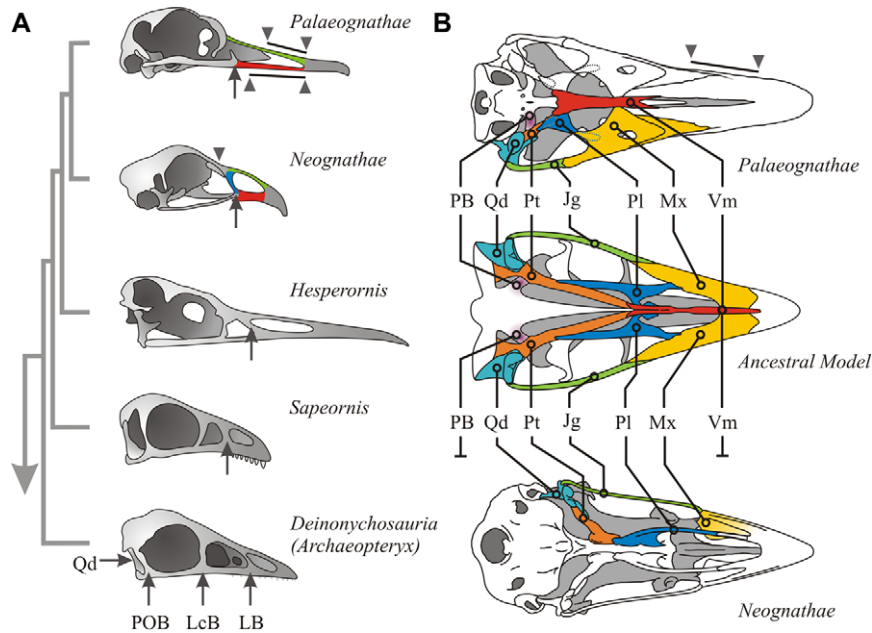 A
Palaeognathae
Neognathae
Hesperornis
Sapeornis
Deinonychosauria
(Archaeopteryx)
Qd
POB LcB LB
B
Palaeognathae
PB Qd Pt Jg Pl Mx Vm
Ancestral Model
PB Qd Pt Jg Pl Mx Vm
Neognathae